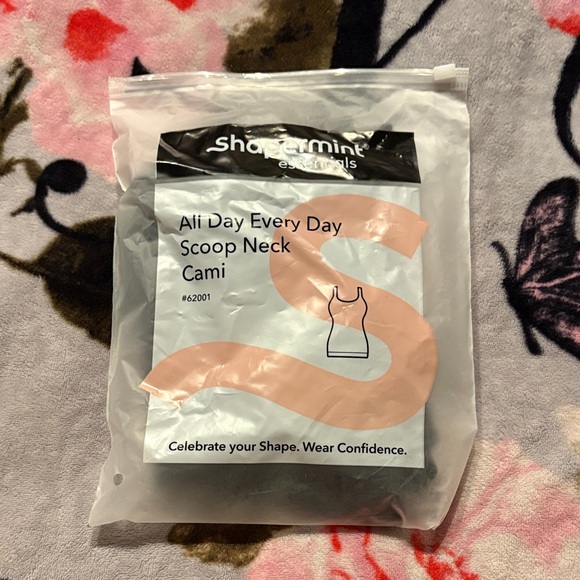 shapermint®
essentials
All Day Every Day
Scoop Neck
Cami
#62001
Celebrate your Shape. Wear Confidence.